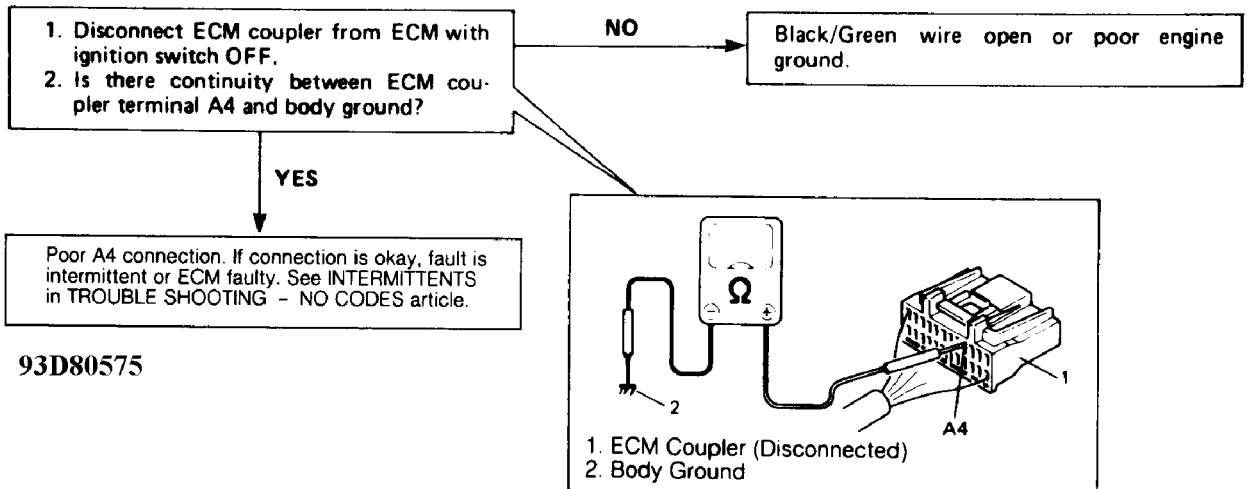 1. Disconnect ECM coupler from ECM with
ignition switch OFF.
2. Is there continuity between ECM cou-
pler terminal A4 and body ground?
NO
Black/Green wire open or poor engine
ground.
YES
Poor A4 connection. If connection is okay, fault is
intermittent or ECM faulty. See INTERMITTENTS
in TROUBLE SHOOTING – NO CODES article.
93D80575
Ω
⊖ ⊕
2
1
A4
1. ECM Coupler (Disconnected)
2. Body Ground